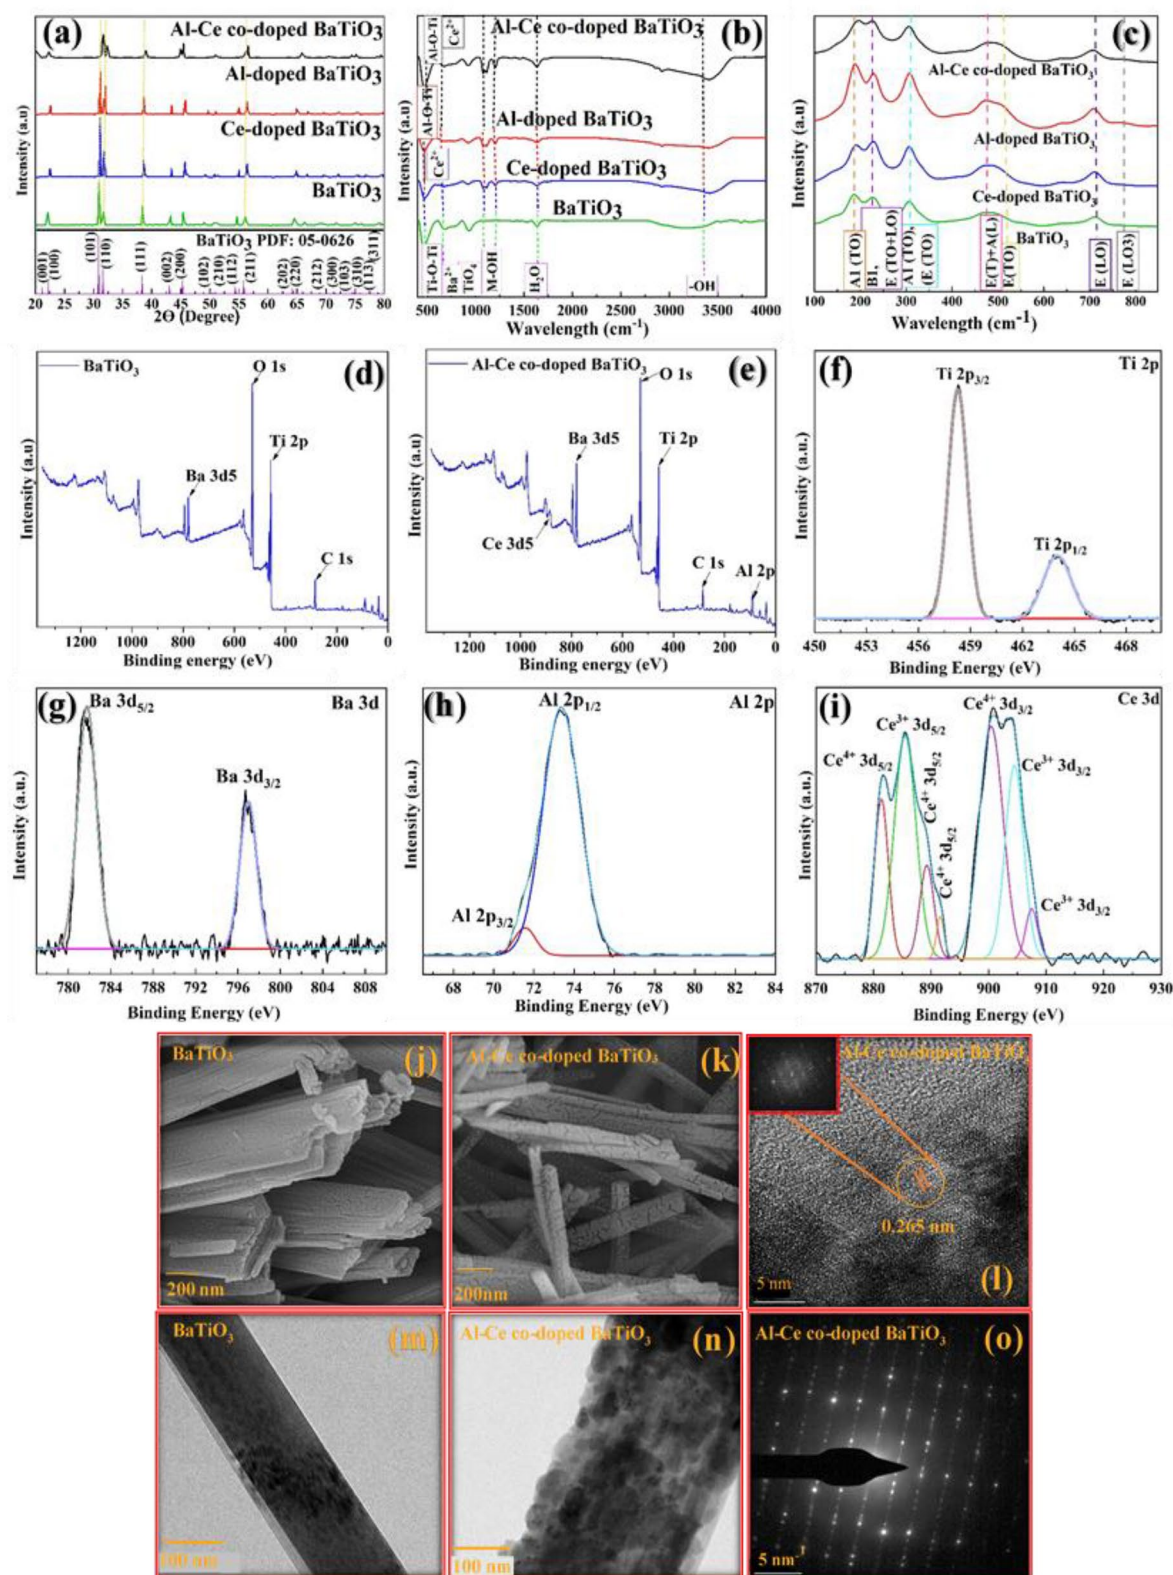 (a)
Al-Ce co-doped BaTiO3
Al-doped BaTiO3
Ce-doped BaTiO3
BaTiO3
BaTiO3 PDF: 05-0626
(001)
(100)
(101)
(110)
(111)
(002)
(200)
(102)
(210)
(112)
(211)
(202)
(220)
(212)
(300)
(103)
(310)
(113)
(311)
Intensity (a.u)
20 25 30 35 40 45 50 55 60 65 70 75 80
2Θ (Degree)
(b)
Al-O-Ti
Ce2+
Al-Ce co-doped BaTiO3
Al-O-Ti
Al-doped BaTiO3
Ce2+
Ce-doped BaTiO3
BaTiO3
Ti-O-Ti
Ba2+
TiO4
M-OH
H2O
-OH
Intensity (a.u)
500 1000 1500 2000 2500 3000 3500 4000
Wavelength (cm-1)
(c)
Al-Ce co-doped BaTiO3
Al-doped BaTiO3
Ce-doped BaTiO3
BaTiO3
A1 (TO)
B1,
E (TO+LO)
A1 (TO),
(E (TO)
E(T)+A(L)
E(TO)
E (LO)
E (LO3)
Intensity (a.u)
100 200 300 400 500 600 700 800
Wavelength (cm-1)
BaTiO3
(d)
O 1s
Ti 2p
Ba 3d5
C 1s
Intensity (a.u)
1200 1000 800 600 400 200 0
Binding energy (eV)
Al-Ce co-doped BaTiO3
(e)
O 1s
Ba 3d5
Ti 2p
Ce 3d5
C 1s
Al 2p
Intensity (a.u)
1200 1000 800 600 400 200 0
Binding energy (eV)
(f)
Ti 2p
Ti 2p3/2
Ti 2p1/2
Intensity (a.u.)
450 453 456 459 462 465 468
Binding Energy (eV)
(g)
Ba 3d5/2
Ba 3d
Ba 3d3/2
Intensity (a.u.)
780 784 788 792 796 800 804 808
Binding Energy (eV)
(h)
Al 2p1/2
Al 2p
Al 2p3/2
Intensity (a.u.)
68 70 72 74 76 78 80 82 84
Binding Energy (eV)
(i)
Ce 3d
Ce4+ 3d3/2
Ce3+ 3d5/2
Ce4+ 3d5/2
Ce4+ 3d5/2
Ce4+ 3d5/2
Ce3+ 3d3/2
Ce3+ 3d3/2
Intensity (a.u.)
870 880 890 900 910 920 930
Binding Energy (eV)
BaTiO3
(j)
200 nm
Al-Ce co-doped BaTiO3
(k)
200nm
Al-Ce co-doped BaTiO
0.265 nm
(l)
5 nm
BaTiO3
(m)
100 nm
Al-Ce co-doped BaTiO3
(n)
100 nm
Al-Ce co-doped BaTiO3
(o)
5 nm-1